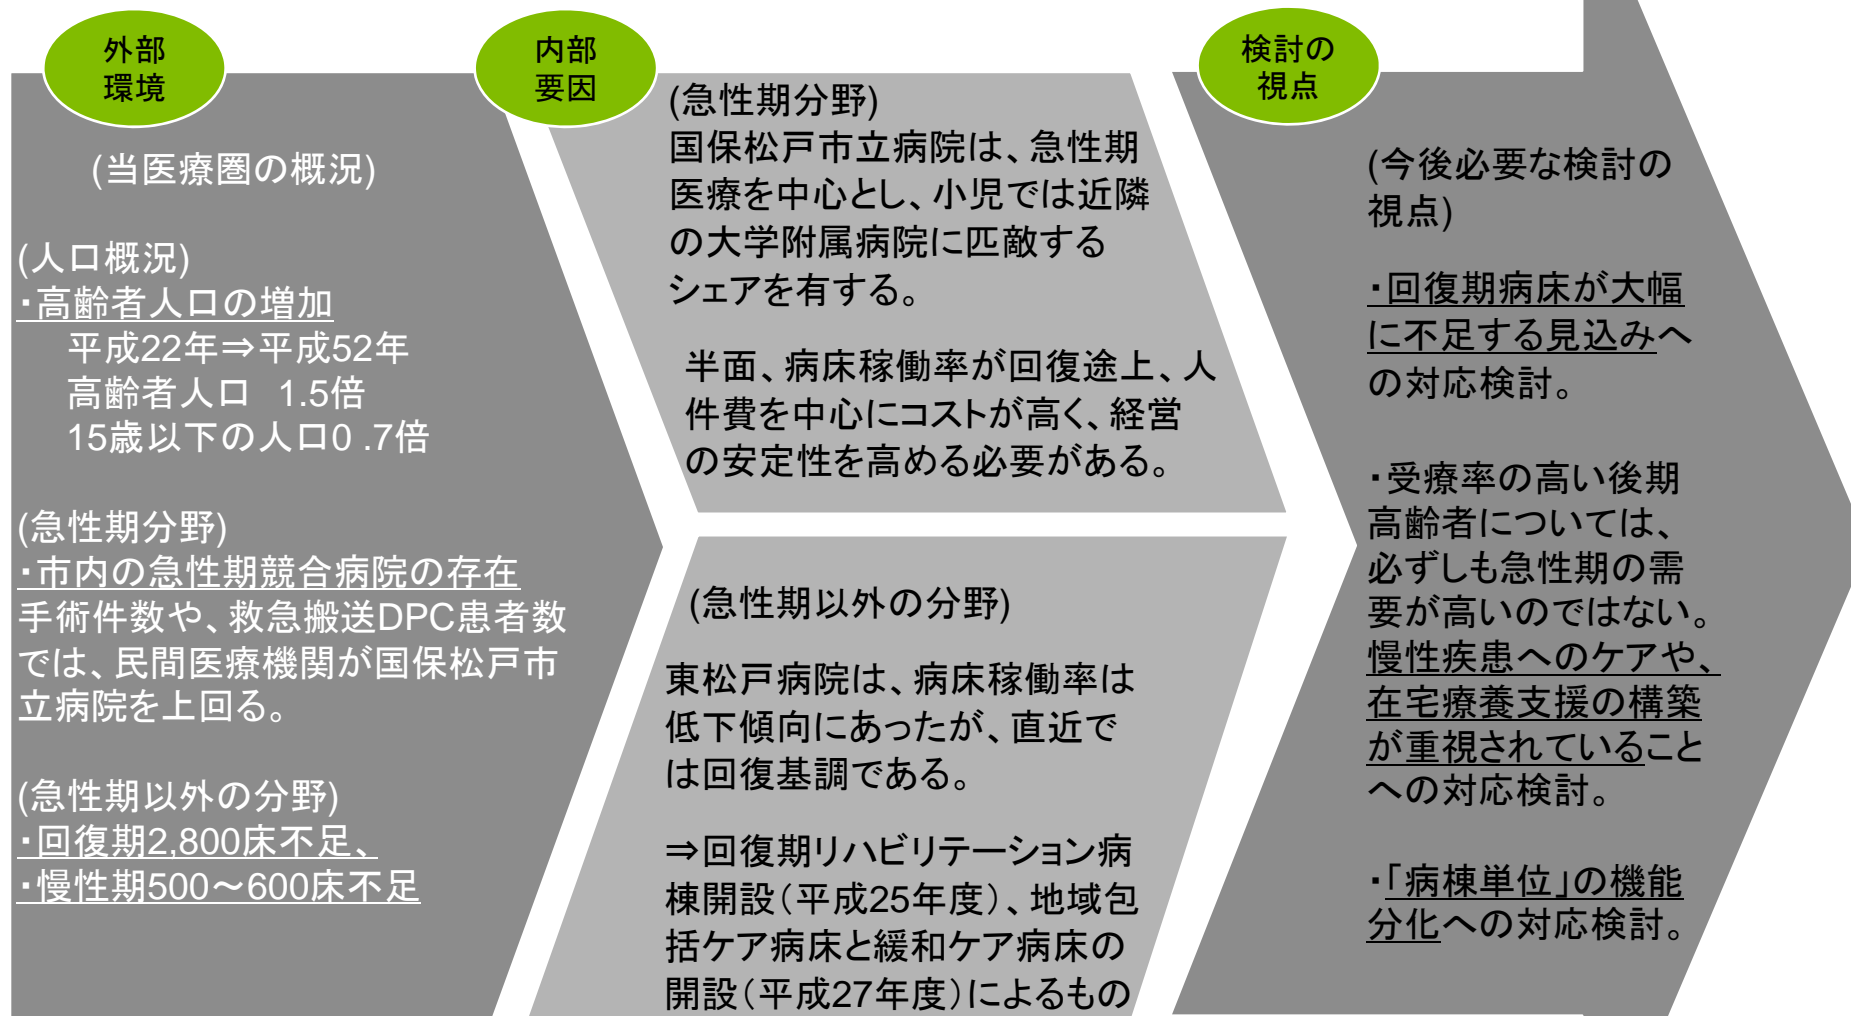 外部
環境
(当医療圏の概況)
(人口概況)
・高齢者人口の増加
平成22年⇒平成52年
高齢者人口　1.5倍
15歳以下の人口0 .7倍
(急性期分野)
・市内の急性期競合病院の存在
手術件数や、救急搬送DPC患者数
では、民間医療機関が国保松戸市
立病院を上回る。
(急性期以外の分野)
・回復期2,800床不足、
・慢性期500～600床不足
内部
要因
(急性期分野)
国保松戸市立病院は、急性期
医療を中心とし、小児では近隣
の大学附属病院に匹敵する
シェアを有する。
半面、病床稼働率が回復途上、人
件費を中心にコストが高く、経営
の安定性を高める必要がある。
(急性期以外の分野)
東松戸病院は、病床稼働率は
低下傾向にあったが、直近で
は回復基調である。
⇒回復期リハビリテーション病
棟開設（平成25年度）、地域包
括ケア病床と緩和ケア病床の
開設（平成27年度）によるもの
検討の
視点
(今後必要な検討の
視点)
・回復期病床が大幅
に不足する見込みへ
の対応検討。
・受療率の高い後期
高齢者については、
必ずしも急性期の需
要が高いのではない。
慢性疾患へのケアや、
在宅療養支援の構築
が重視されていること
への対応検討。
・「病棟単位」の機能
分化への対応検討。